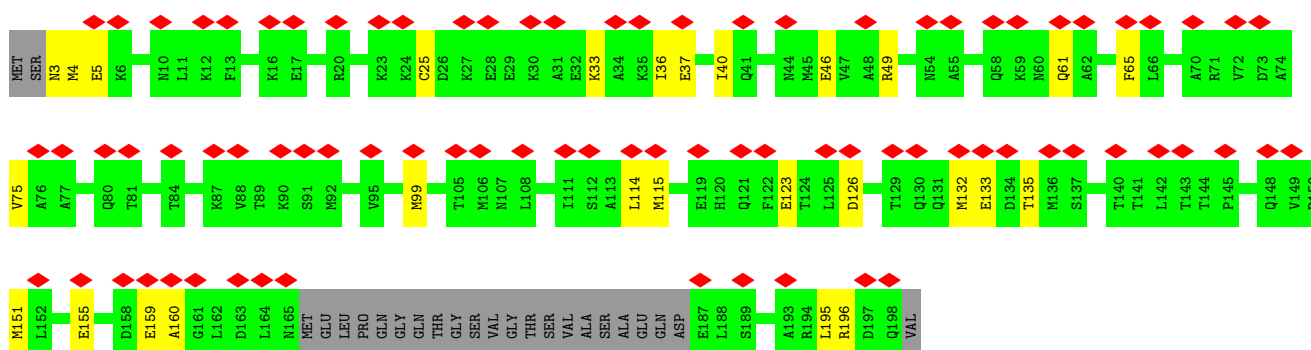 MET SER N3 M4 E5 K6 N10 L11 K12 F13 K16 E17 R20 K23 K24 C25 D26 K27 E28 E29 K30 A31 E32 K33 A34 K35 I36 E37 I40 Q41 N44 M45 E46 V47 A48 R49 N54 A55 Q58 K59 N60 Q61 A62 F65 L66 A70 R71 V72 D73 A74
V75 A76 A77 Q80 T81 T84 K87 V88 T89 K90 S91 M92 V95 M99 T105 M106 N107 L108 I111 S112 A113 L114 M115 E119 H120 Q121 F122 E123 T124 L125 D126 T129 Q130 Q131 M132 E133 D134 T135 M136 S137 T140 T141 L142 T143 T144 P145 Q148 V149
M151 L152 E155 D158 E159 A160 G161 L162 D163 L164 N165 MET GLU LEU PRO GLN GLY GLN THR GLY SER VAL GLY THR SER VAL ALA SER ALA GLU GLN ASP E187 L188 S189 A193 R194 L195 R196 D197 Q198 VAL